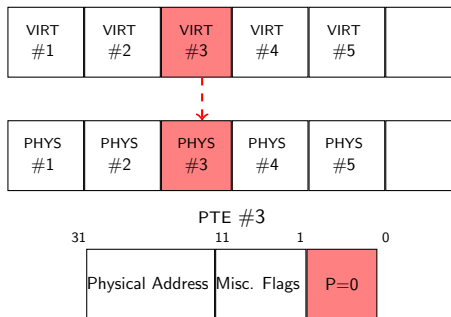 VIRT #1 VIRT #2 VIRT #3 VIRT #4 VIRT #5
PHYS #1 PHYS #2 PHYS #3 PHYS #4 PHYS #5
PTE #3
31 11 1 0
Physical Address Misc. Flags P=0